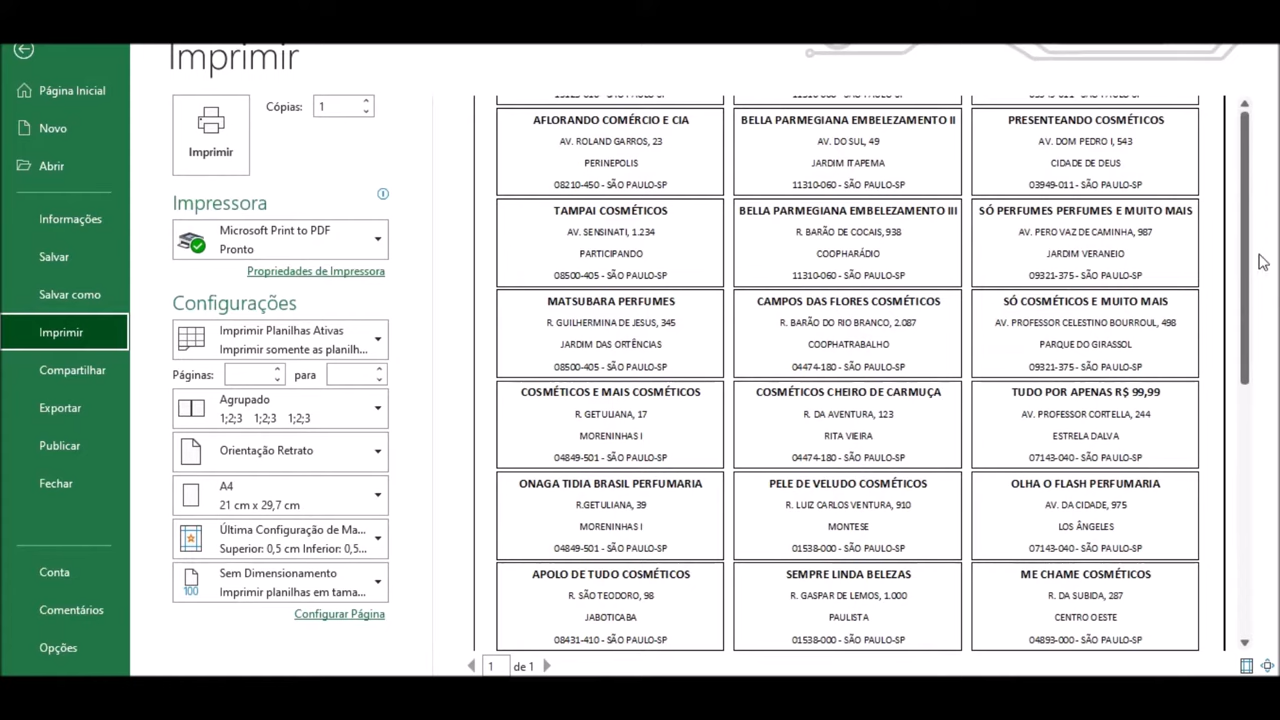 Imprimir
Página Inicial
Novo
Abrir
Informações
Salvar
Salvar como
Imprimir
Compartilhar
Exportar
Publicar
Fechar
Conta
Comentários
Opções
Imprimir
Cópias: 1
Impressora
Microsoft Print to PDF
Pronto
Propriedades de Impressora
Configurações
Imprimir Planilhas Ativas
Imprimir somente as planilh...
Páginas: para
Agrupado
1;2;3 1;2;3 1;2;3
Orientação Retrato
A4
21 cm x 29,7 cm
Última Configuração de Ma...
Superior: 0,5 cm Inferior: 0,5...
Sem Dimensionamento
100
Imprimir planilhas em tama...
Configurar Página
AFLORANDO COMÉRCIO E CIA
AV. ROLAND GARROS, 23
PERINEPOLIS
08210-450 - SÃO PAULO-SP
BELLA PARMEGIANA EMBELEZAMENTO II
AV. DO SUL, 49
JARDIM ITAPEMA
11310-060 - SÃO PAULO-SP
PRESENTEANDO COSMÉTICOS
AV. DOM PEDRO I, 543
CIDADE DE DEUS
03949-011 - SÃO PAULO-SP
TAMPAI COSMÉTICOS
AV. SENSINATI, 1.234
PARTICIPANDO
08500-405 - SÃO PAULO-SP
BELLA PARMEGIANA EMBELEZAMENTO III
R. BARÃO DE COCAIS, 938
COOPHARÁDIO
11310-060 - SÃO PAULO-SP
SÓ PERFUMES PERFUMES E MUITO MAIS
AV. PERO VAZ DE CAMINHA, 987
JARDIM VERANEIO
09321-375 - SÃO PAULO-SP
MATSUBARA PERFUMES
R. GUILHERMINA DE JESUS, 345
JARDIM DAS ORTÊNCIAS
08500-405 - SÃO PAULO-SP
CAMPOS DAS FLORES COSMÉTICOS
R. BARÃO DO RIO BRANCO, 2.087
COOPHATRABALHO
04474-180 - SÃO PAULO-SP
SÓ COSMÉTICOS E MUITO MAIS
AV. PROFESSOR CELESTINO BOURROUL, 498
PARQUE DO GIRASSOL
09321-375 - SÃO PAULO-SP
COSMÉTICOS E MAIS COSMÉTICOS
R. GETULIANA, 17
MORENINHAS I
04849-501 - SÃO PAULO-SP
COSMÉTICOS CHEIRO DE CARMUÇA
R. DA AVENTURA, 123
RITA VIEIRA
04474-180 - SÃO PAULO-SP
TUDO POR APENAS R$ 99,99
AV. PROFESSOR CORTELLA, 244
ESTRELA DALVA
07143-040 - SÃO PAULO-SP
ONAGA TIDIA BRASIL PERFUMARIA
R.GETULIANA, 39
MORENINHAS I
04849-501 - SÃO PAULO-SP
PELE DE VELUDO COSMÉTICOS
R. LUIZ CARLOS VENTURA, 910
MONTESE
01538-000 - SÃO PAULO-SP
OLHA O FLASH PERFUMARIA
AV. DA CIDADE, 975
LOS ÂNGELES
07143-040 - SÃO PAULO-SP
APOLO DE TUDO COSMÉTICOS
R. SÃO TEODORO, 98
JABOTICABA
08431-410 - SÃO PAULO-SP
SEMPRE LINDA BELEZAS
R. GASPAR DE LEMOS, 1.000
PAULISTA
01538-000 - SÃO PAULO-SP
ME CHAME COSMÉTICOS
R. DA SUBIDA, 287
CENTRO OESTE
04893-000 - SÃO PAULO-SP
1 de 1